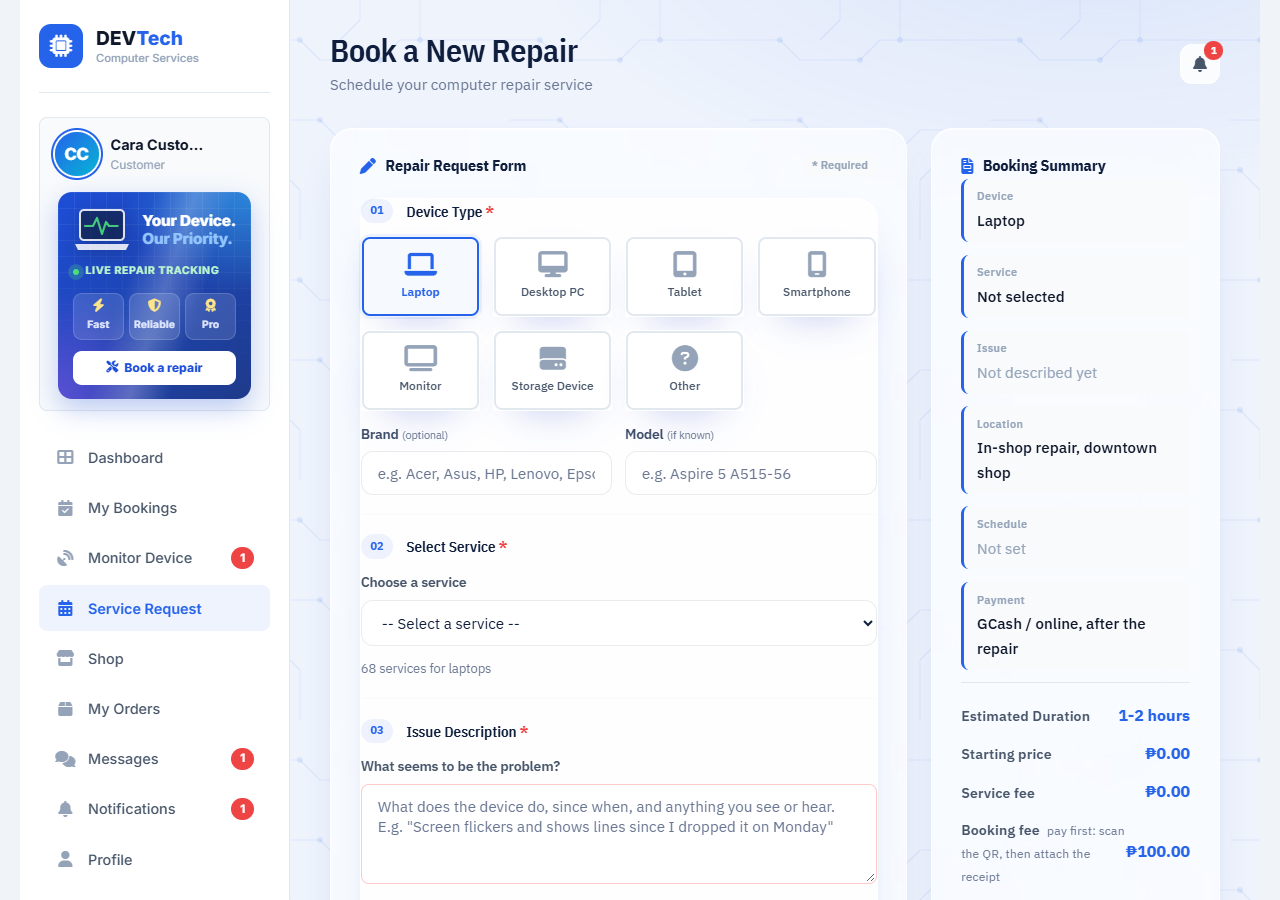 DEVTech
Computer Services
CC
Cara Custo...
Customer
Your Device.
Our Priority.
LIVE REPAIR TRACKING
Fast
Reliable
Pro
Book a repair
Dashboard
My Bookings
Monitor Device
1
Service Request
Shop
My Orders
Messages
1
Notifications
1
Profile
Book a New Repair
Schedule your computer repair service
1
Repair Request Form
* Required
01
Device Type *
Laptop
Desktop PC
Tablet
Smartphone
Monitor
Storage Device
Other
Brand (optional)
Model (if known)
e.g. Acer, Asus, HP, Lenovo, Epsc
e.g. Aspire 5 A515-56
02
Select Service *
Choose a service
-- Select a service --
68 services for laptops
03
Issue Description *
What seems to be the problem?
What does the device do, since when, and anything you see or hear.
E.g. "Screen flickers and shows lines since I dropped it on Monday"
Booking Summary
Device
Laptop
Service
Not selected
Issue
Not described yet
Location
In-shop repair, downtown
shop
Schedule
Not set
Payment
GCash / online, after the
repair
Estimated Duration
1-2 hours
Starting price
₱0.00
Service fee
₱0.00
Booking fee pay first: scan
the QR, then attach the
receipt
₱100.00